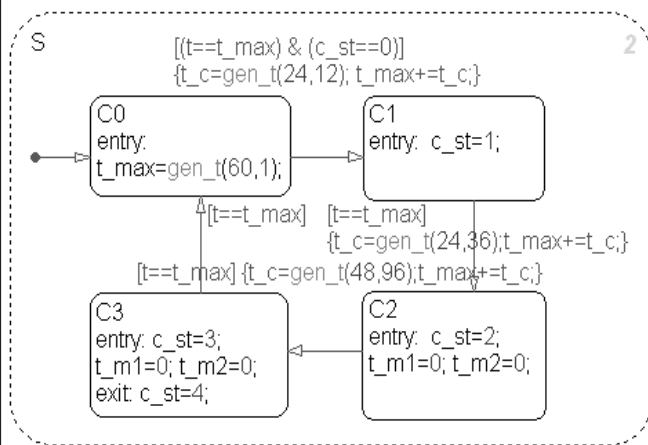 S
2
[(t==t_max) & (c_st==0)]
{t_c=gen_t(24,12); t_max+=t_c;}
C0
entry:
t_max=gen_t(60,1);
C1
entry: c_st=1;
[t==t_max]
[t==t_max]
{t_c=gen_t(24,36);t_max+=t_c;}
[t==t_max] {t_c=gen_t(48,96);t_max+=t_c;}
C3
entry: c_st=3;
t_m1=0; t_m2=0;
exit: c_st=4;
C2
entry: c_st=2;
t_m1=0; t_m2=0;